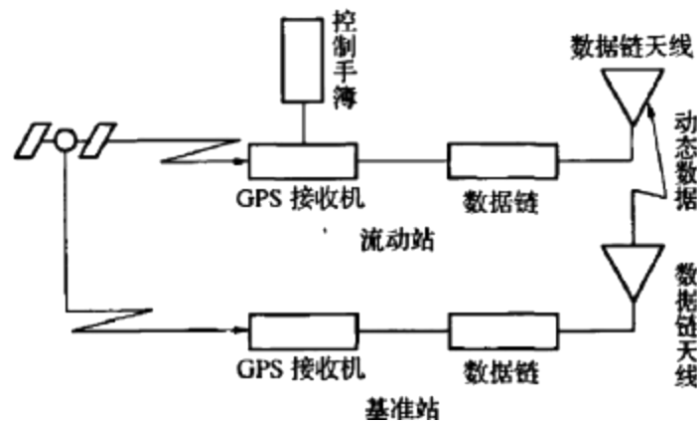 控制手簿
数据链天线
GPS 接收机
数据链
动态数据
流动站
GPS 接收机
数据链
数据链天线
基准站